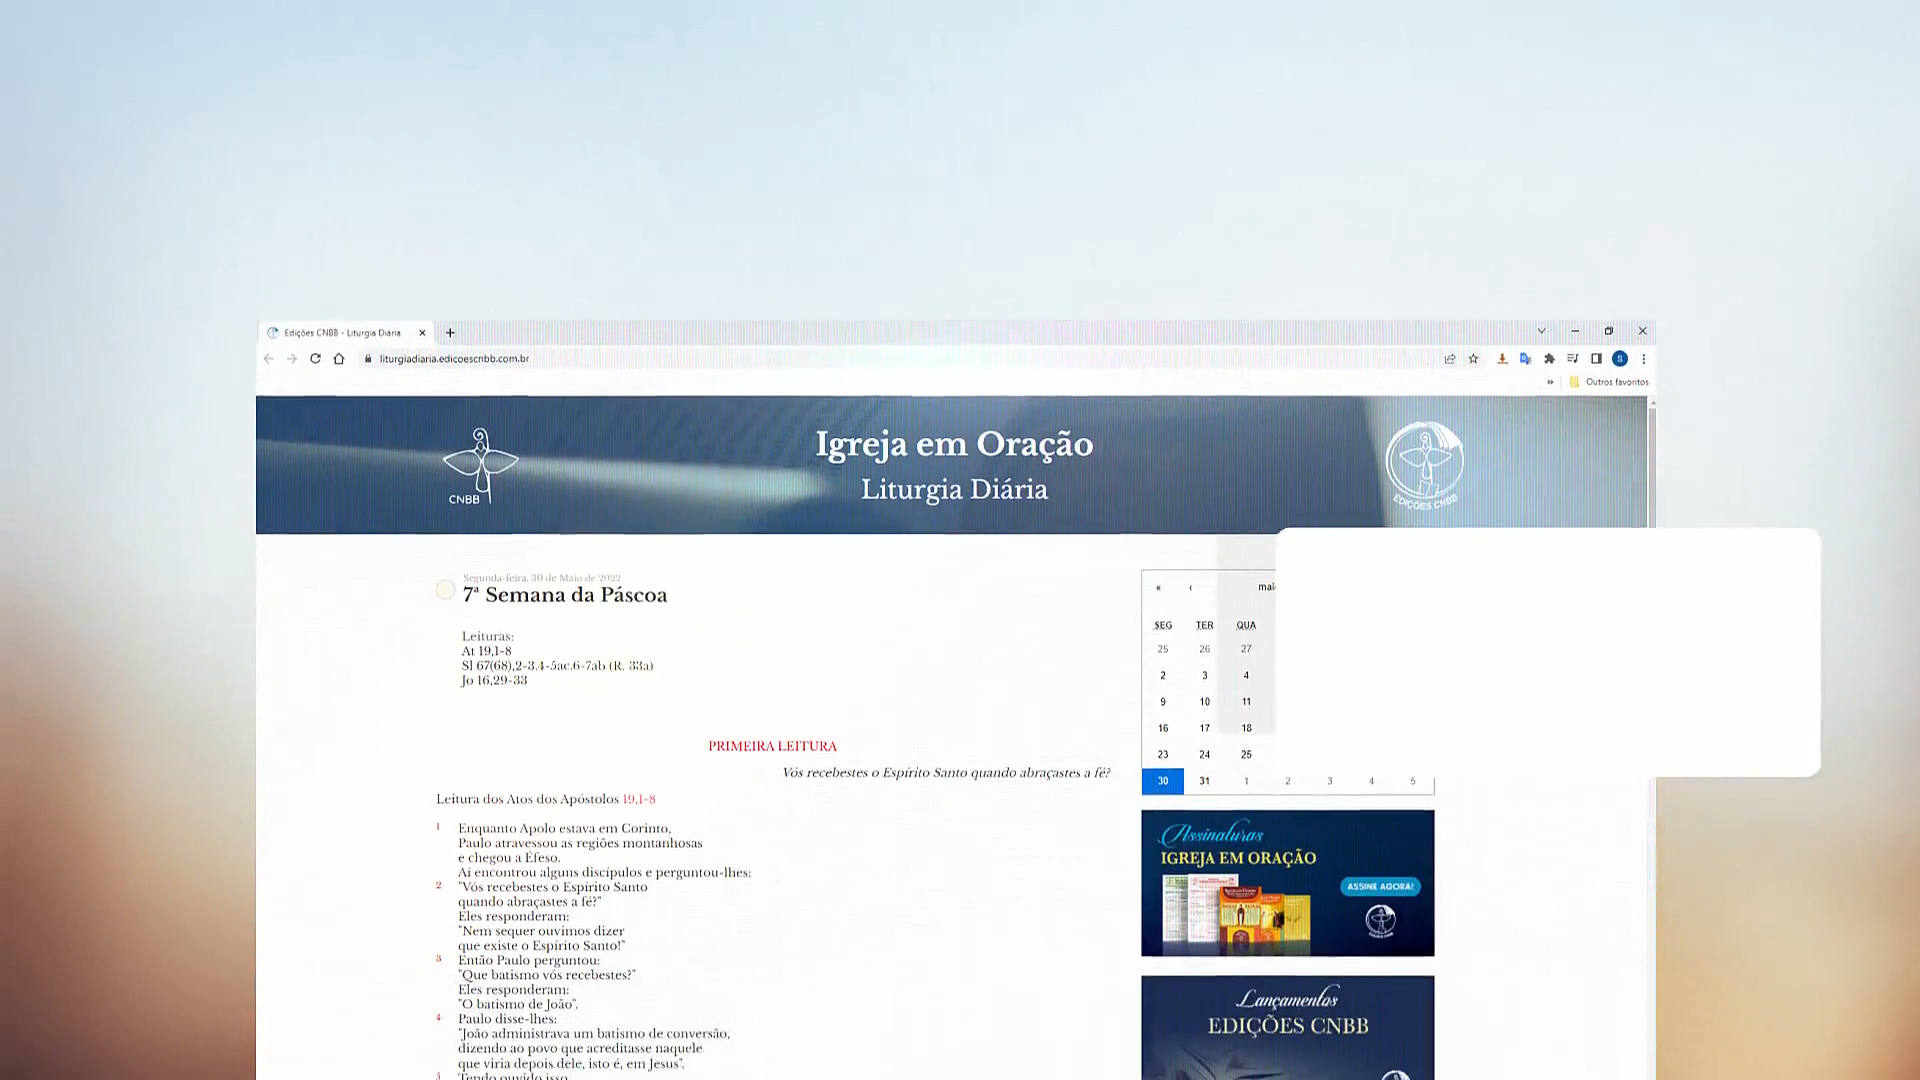 Edições CNBB - Liturgia Diária
liturgiadiaria.edicoescnbb.com.br
S
Outros favoritos
CNBB
Igreja em Oração
Liturgia Diária
EDIÇÕES CNBB
Segunda-feira, 30 de Maio de 2022
7ª Semana da Páscoa
Leituras:
At 19,1-8
Sl 67(68),2-3.4-5ac.6-7ab (R. 33a)
Jo 16,29-33
PRIMEIRA LEITURA
Vós recebestes o Espírito Santo quando abraçastes a fé?
Leitura dos Atos dos Apóstolos 19,1-8
1 Enquanto Apolo estava em Corinto,
Paulo atravessou as regiões montanhosas
e chegou a Éfeso.
Aí encontrou alguns discípulos e perguntou-lhes:
2 "Vós recebestes o Espírito Santo
quando abraçastes a fé?"
Eles responderam:
"Nem sequer ouvimos dizer
que existe o Espírito Santo!"
3 Então Paulo perguntou:
"Que batismo vós recebestes?"
Eles responderam:
"O batismo de João".
4 Paulo disse-lhes:
"João administrava um batismo de conversão,
dizendo ao povo que acreditasse naquele
que viria depois dele, isto é, em Jesus".
5 Tendo ouvido isso,
« ‹ mai
SEG TER QUA
25 26 27
2 3 4
9 10 11
16 17 18
23 24 25
30 31 1 2 3 4 5
Assinaturas
IGREJA EM ORAÇÃO
ASSINE AGORA!
Lançamentos
EDIÇÕES CNBB